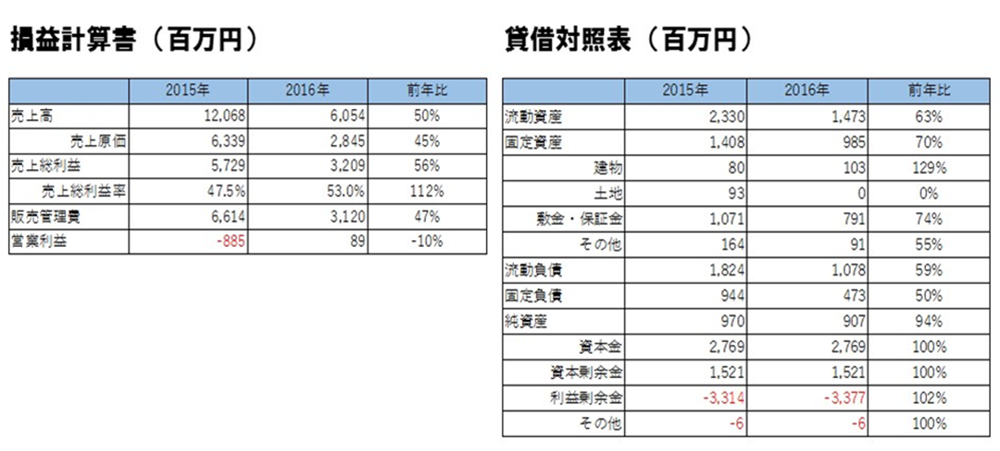 損益計算書（百万円）
2015年 2016年 前年比
売上高 12,068 6,054 50%
売上原価 6,339 2,845 45%
売上総利益 5,729 3,209 56%
売上総利益率 47.5% 53.0% 112%
販売管理費 6,614 3,120 47%
営業利益 -885 89 -10%
貸借対照表（百万円）
2015年 2016年 前年比
流動資産 2,330 1,473 63%
固定資産 1,408 985 70%
建物 80 103 129%
土地 93 0 0%
敷金・保証金 1,071 791 74%
その他 164 91 55%
流動負債 1,824 1,078 59%
固定負債 944 473 50%
純資産 970 907 94%
資本金 2,769 2,769 100%
資本剰余金 1,521 1,521 100%
利益剰余金 -3,314 -3,377 102%
その他 -6 -6 100%